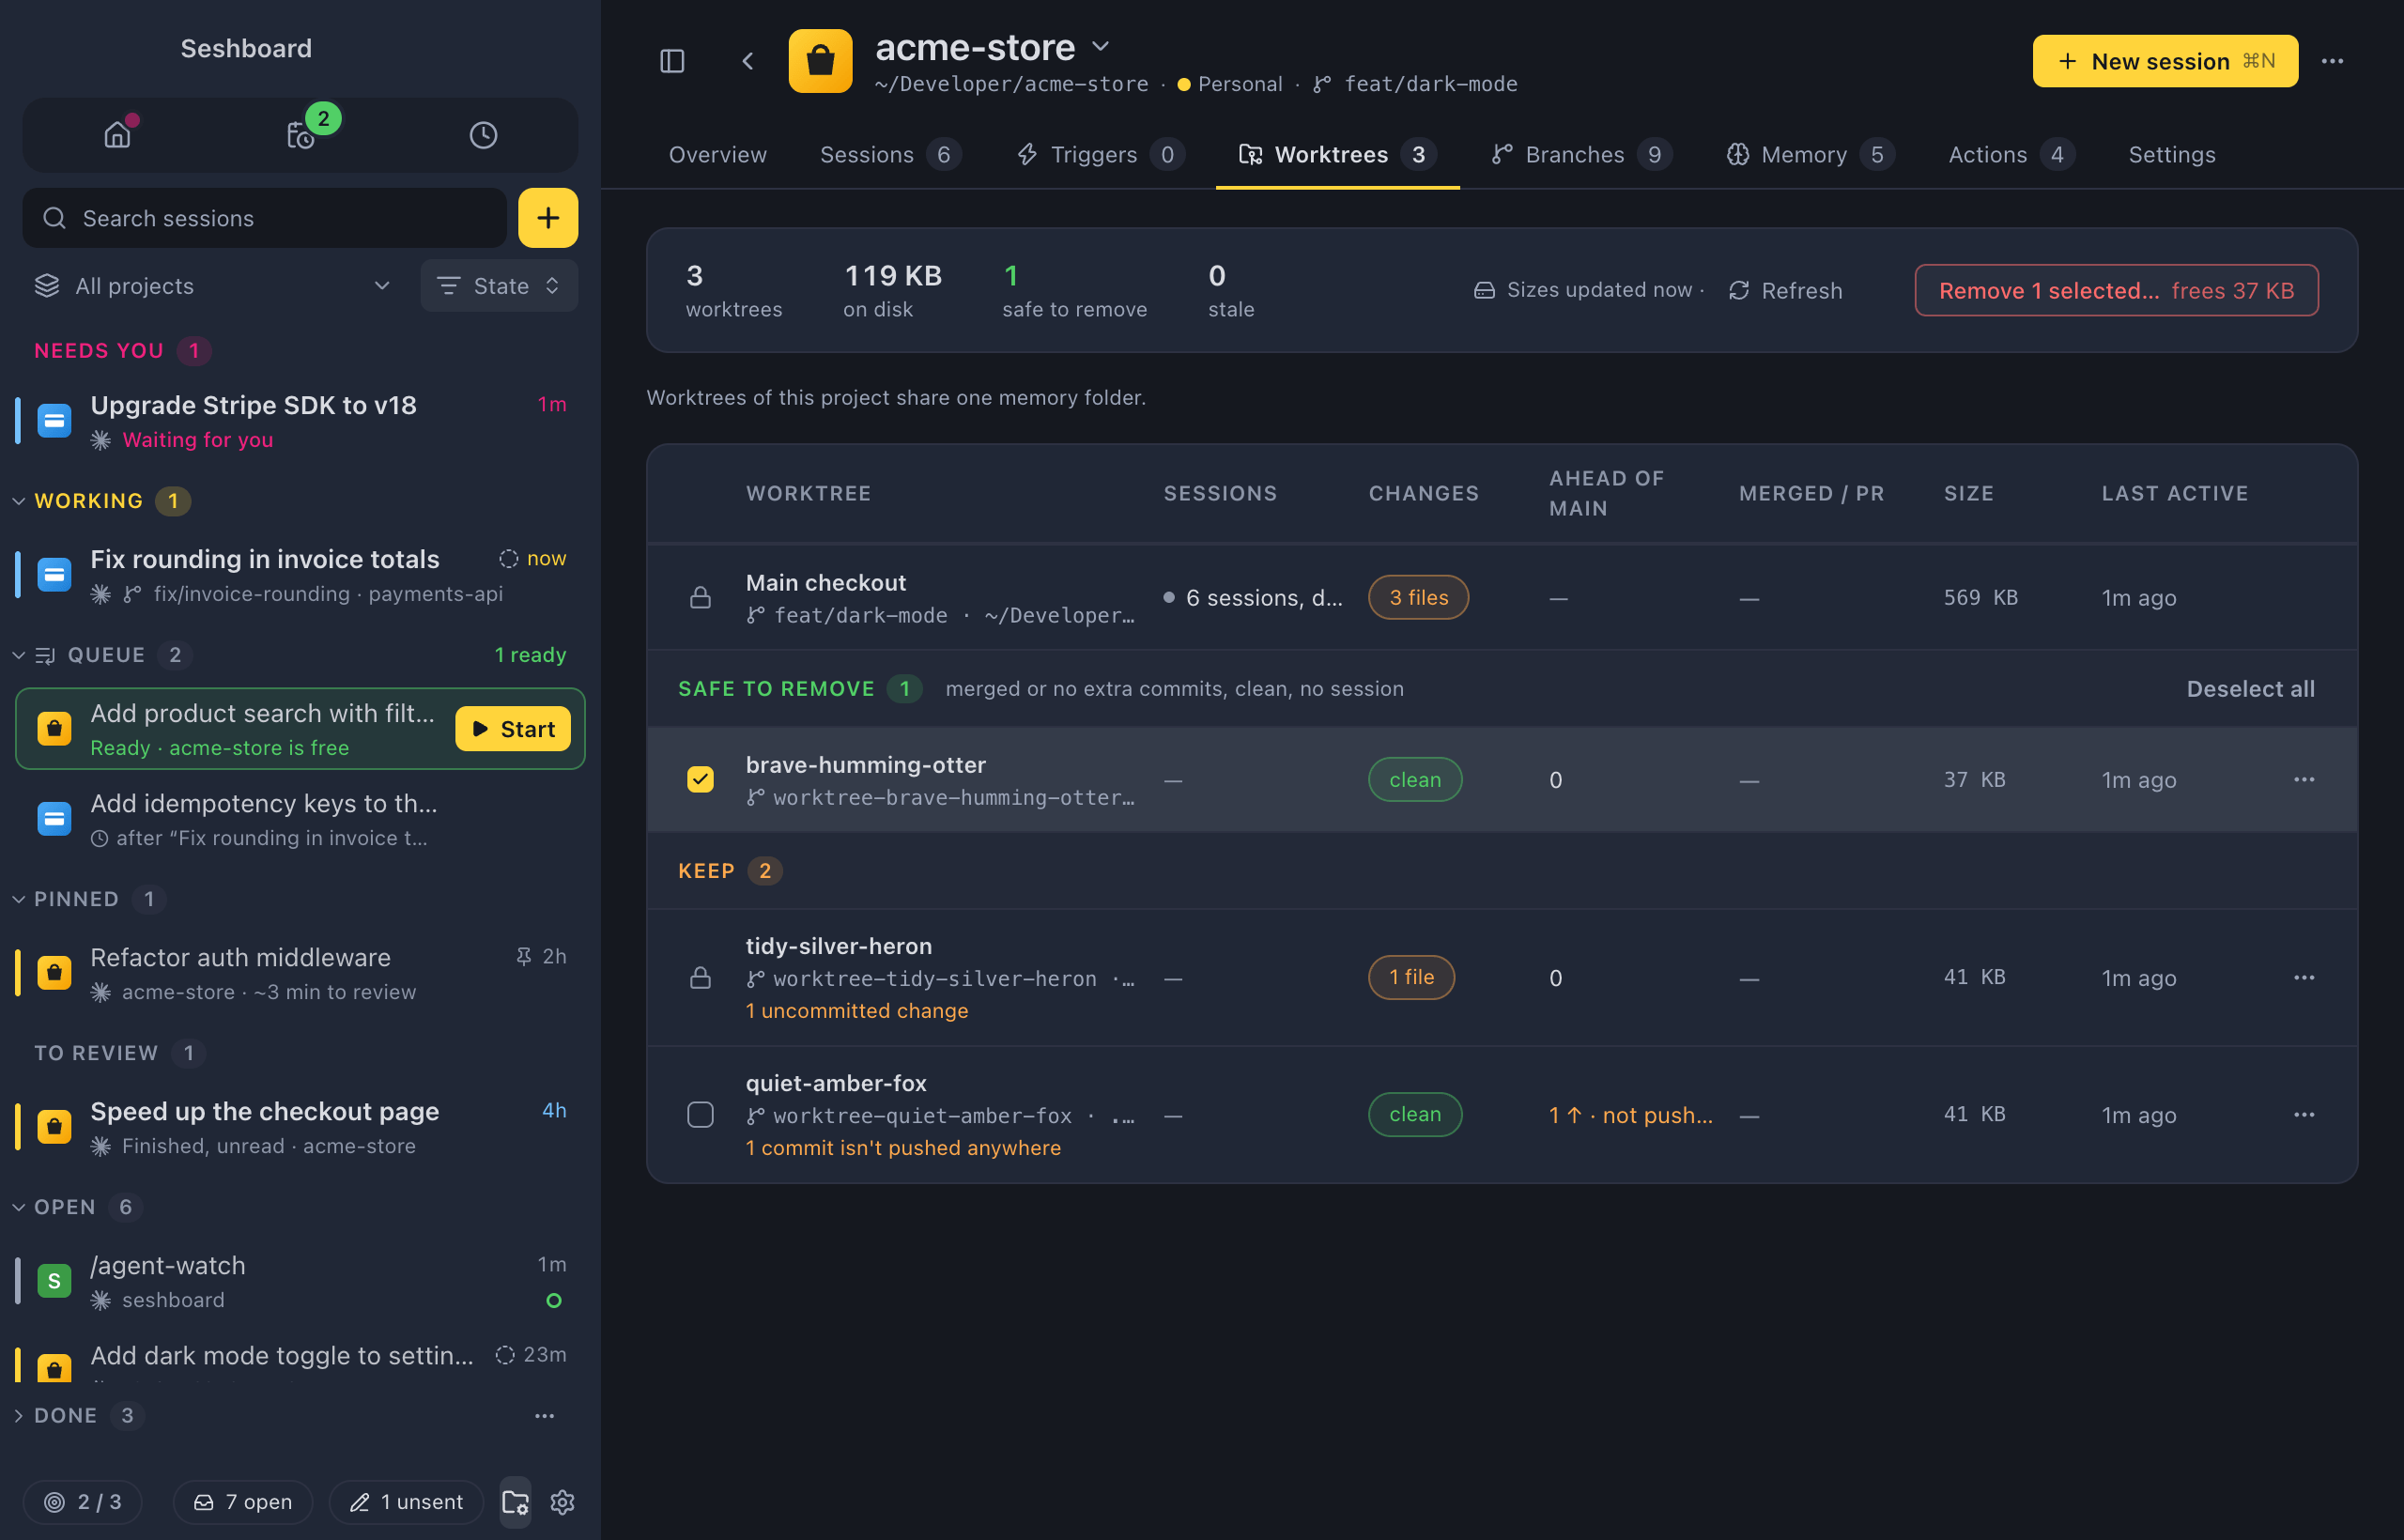 Seshboard
2
Search sessions
All projects
State
NEEDS YOU 1
Upgrade Stripe SDK to v18 1m
Waiting for you
WORKING 1
Fix rounding in invoice totals now
fix/invoice-rounding · payments-api
QUEUE 2 1 ready
Add product search with filt...
Ready · acme-store is free
Start
Add idempotency keys to th...
after “Fix rounding in invoice t...
PINNED 1
Refactor auth middleware 2h
acme-store · ~3 min to review
TO REVIEW 1
Speed up the checkout page 4h
Finished, unread · acme-store
OPEN 6
S
/agent-watch 1m
seshboard
Add dark mode toggle to settin... 23m
DONE 3
2 / 3
7 open
1 unsent
acme-store
~/Developer/acme-store · Personal · feat/dark-mode
New session ⌘N
Overview
Sessions 6
Triggers 0
Worktrees 3
Branches 9
Memory 5
Actions 4
Settings
3 worktrees
119 KB on disk
1 safe to remove
0 stale
Sizes updated now ·
Refresh
Remove 1 selected... frees 37 KB
Worktrees of this project share one memory folder.
WORKTREE SESSIONS CHANGES AHEAD OF MAIN MERGED / PR SIZE LAST ACTIVE
Main checkout
feat/dark-mode · ~/Developer…
6 sessions, d... 3 files — — 569 KB 1m ago
SAFE TO REMOVE 1 merged or no extra commits, clean, no session Deselect all
brave-humming-otter
worktree-brave-humming-otter…
— clean 0 — 37 KB 1m ago
KEEP 2
tidy-silver-heron
worktree-tidy-silver-heron ·…
1 uncommitted change
— 1 file 0 — 41 KB 1m ago
quiet-amber-fox
worktree-quiet-amber-fox · .…
1 commit isn't pushed anywhere
— clean 1 ↑ · not push... — 41 KB 1m ago